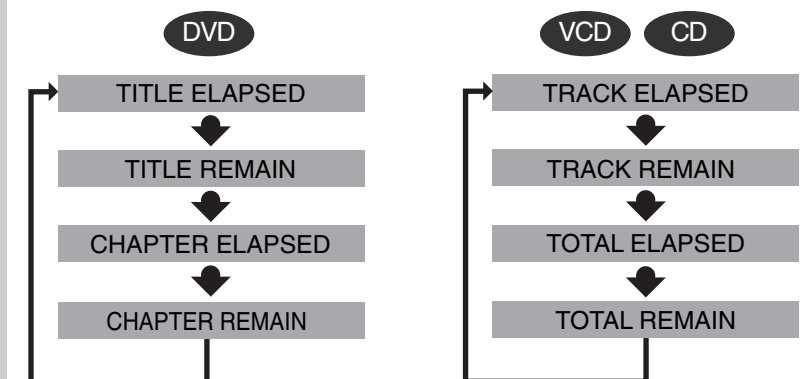 DVD
TITLE ELAPSED
TITLE REMAIN
CHAPTER ELAPSED
CHAPTER REMAIN
VCD CD
TRACK ELAPSED
TRACK REMAIN
TOTAL ELAPSED
TOTAL REMAIN